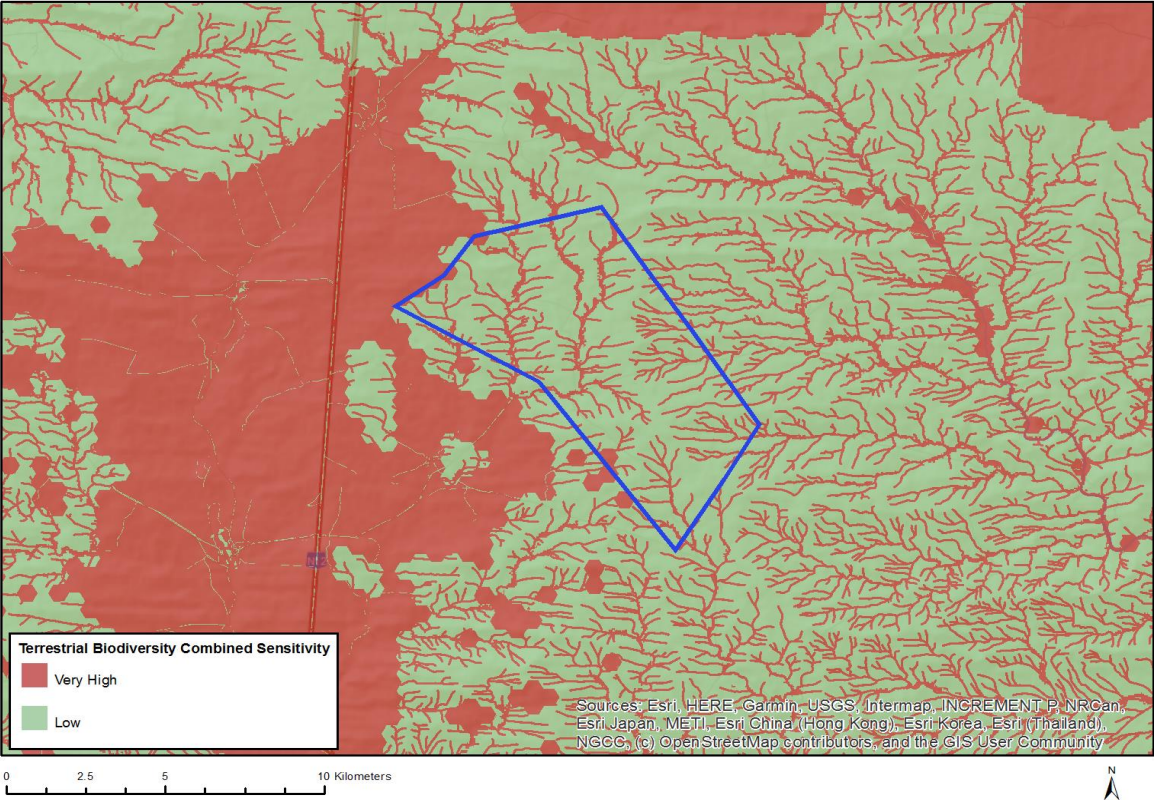 Terrestrial Biodiversity Combined Sensitivity
Very High
Low
Sources: Esri, HERE, Garmin, USGS, Intermap, INCREMENT P, NRCan,
Esri Japan, METI, Esri China (Hong Kong), Esri Korea, Esri (Thailand),
NGCC, (c) OpenStreetMap contributors, and the GIS User Community
0 2.5 5 10 Kilometers
N